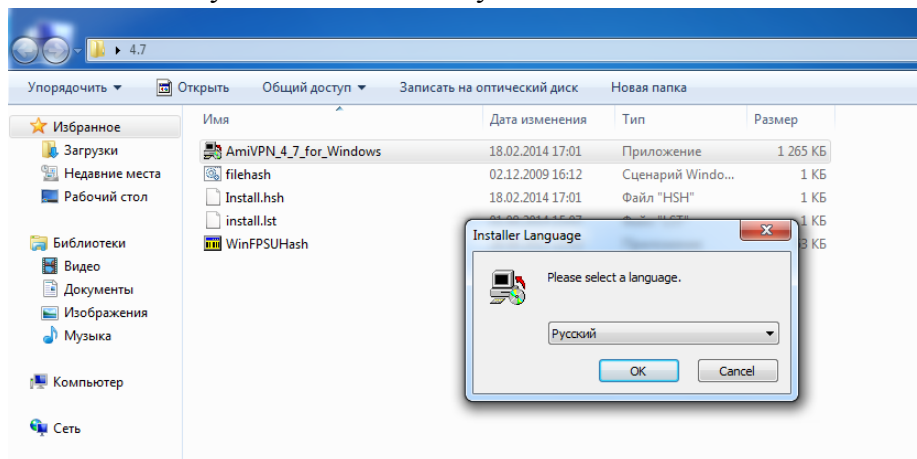 4.7
Упорядочить Открыть Общий доступ Записать на оптический диск Новая папка
Имя Дата изменения Тип Размер
Избранное
Загрузки
Недавние места
Рабочий стол
Библиотеки
Видео
Документы
Изображения
Музыка
Компьютер
Сеть
AmiVPN_4_7_for_Windows 18.02.2014 17:01 Приложение 1 265 КБ
filehash 02.12.2009 16:12 Сценарий Windo... 1 КБ
Install.hsh 18.02.2014 17:01 Файл "HSH" 1 КБ
install.lst 1 КБ
WinFPSUHash КБ
Installer Language
Please select a language.
Русский
OK Cancel